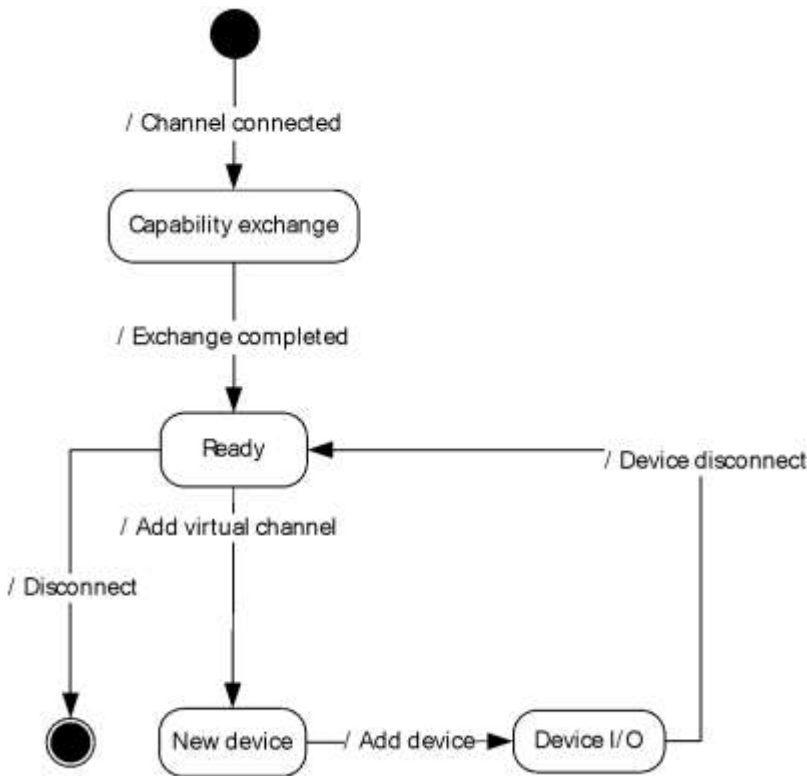 / Channel connected
Capability exchange
/ Exchange completed
Ready
/ Device disconnect
/ Add virtual channel
/ Disconnect
New device
/ Add device
Device I/O